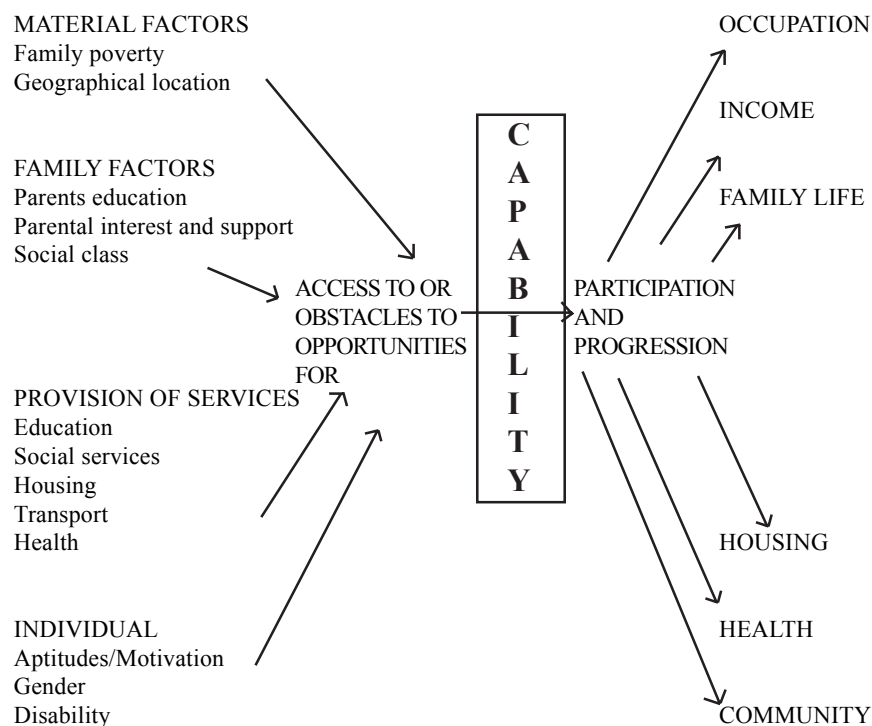 MATERIAL FACTORS
Family poverty
Geographical location
FAMILY FACTORS
Parents education
Parental interest and support
Social class
ACCESS TO OR
OBSTACLES TO
OPPORTUNITIES
FOR
PROVISION OF SERVICES
Education
Social services
Housing
Transport
Health
INDIVIDUAL
Aptitudes/Motivation
Gender
Disability
C
A
P
A
B
I
L
I
T
Y
PARTICIPATION
AND
PROGRESSION
OCCUPATION
INCOME
FAMILY LIFE
HOUSING
HEALTH
COMMUNITY